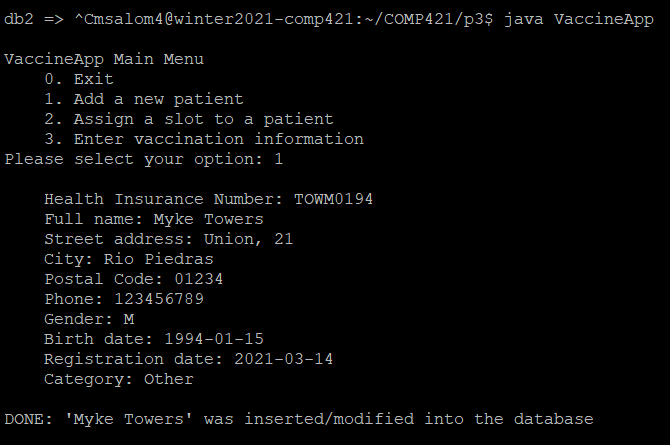 db2 => ^Cmsalom4@winter2021-comp421:~/COMP421/p3$ java VaccineApp
VaccineApp Main Menu
0. Exit
1. Add a new patient
2. Assign a slot to a patient
3. Enter vaccination information
Please select your option: 1
Health Insurance Number: TOWM0194
Full name: Myke Towers
Street address: Union, 21
City: Rio Piedras
Postal Code: 01234
Phone: 123456789
Gender: M
Birth date: 1994-01-15
Registration date: 2021-03-14
Category: Other
DONE: 'Myke Towers' was inserted/modified into the database